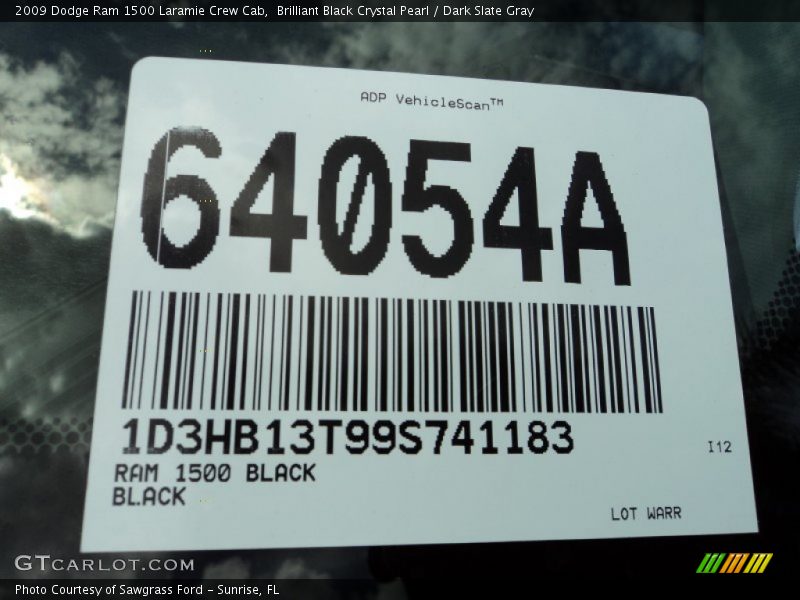 2009 Dodge Ram 1500 Laramie Crew Cab,  Brilliant Black Crystal Pearl / Dark Slate Gray
ADP VehicleScan™
64054A
1D3HB13T99S741183
RAM 1500 BLACK
BLACK
I12
LOT WARR
GTCARLOT.COM
Photo Courtesy of Sawgrass Ford - Sunrise, FL